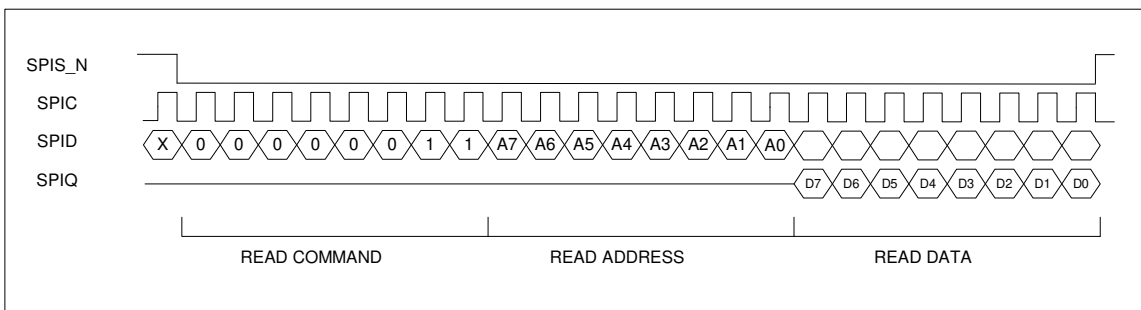 SPIS_N
SPIC
SPID X 0 0 0 0 0 0 1 1 A7 A6 A5 A4 A3 A2 A1 A0
SPIQ D7 D6 D5 D4 D3 D2 D1 D0
READ COMMAND READ ADDRESS READ DATA